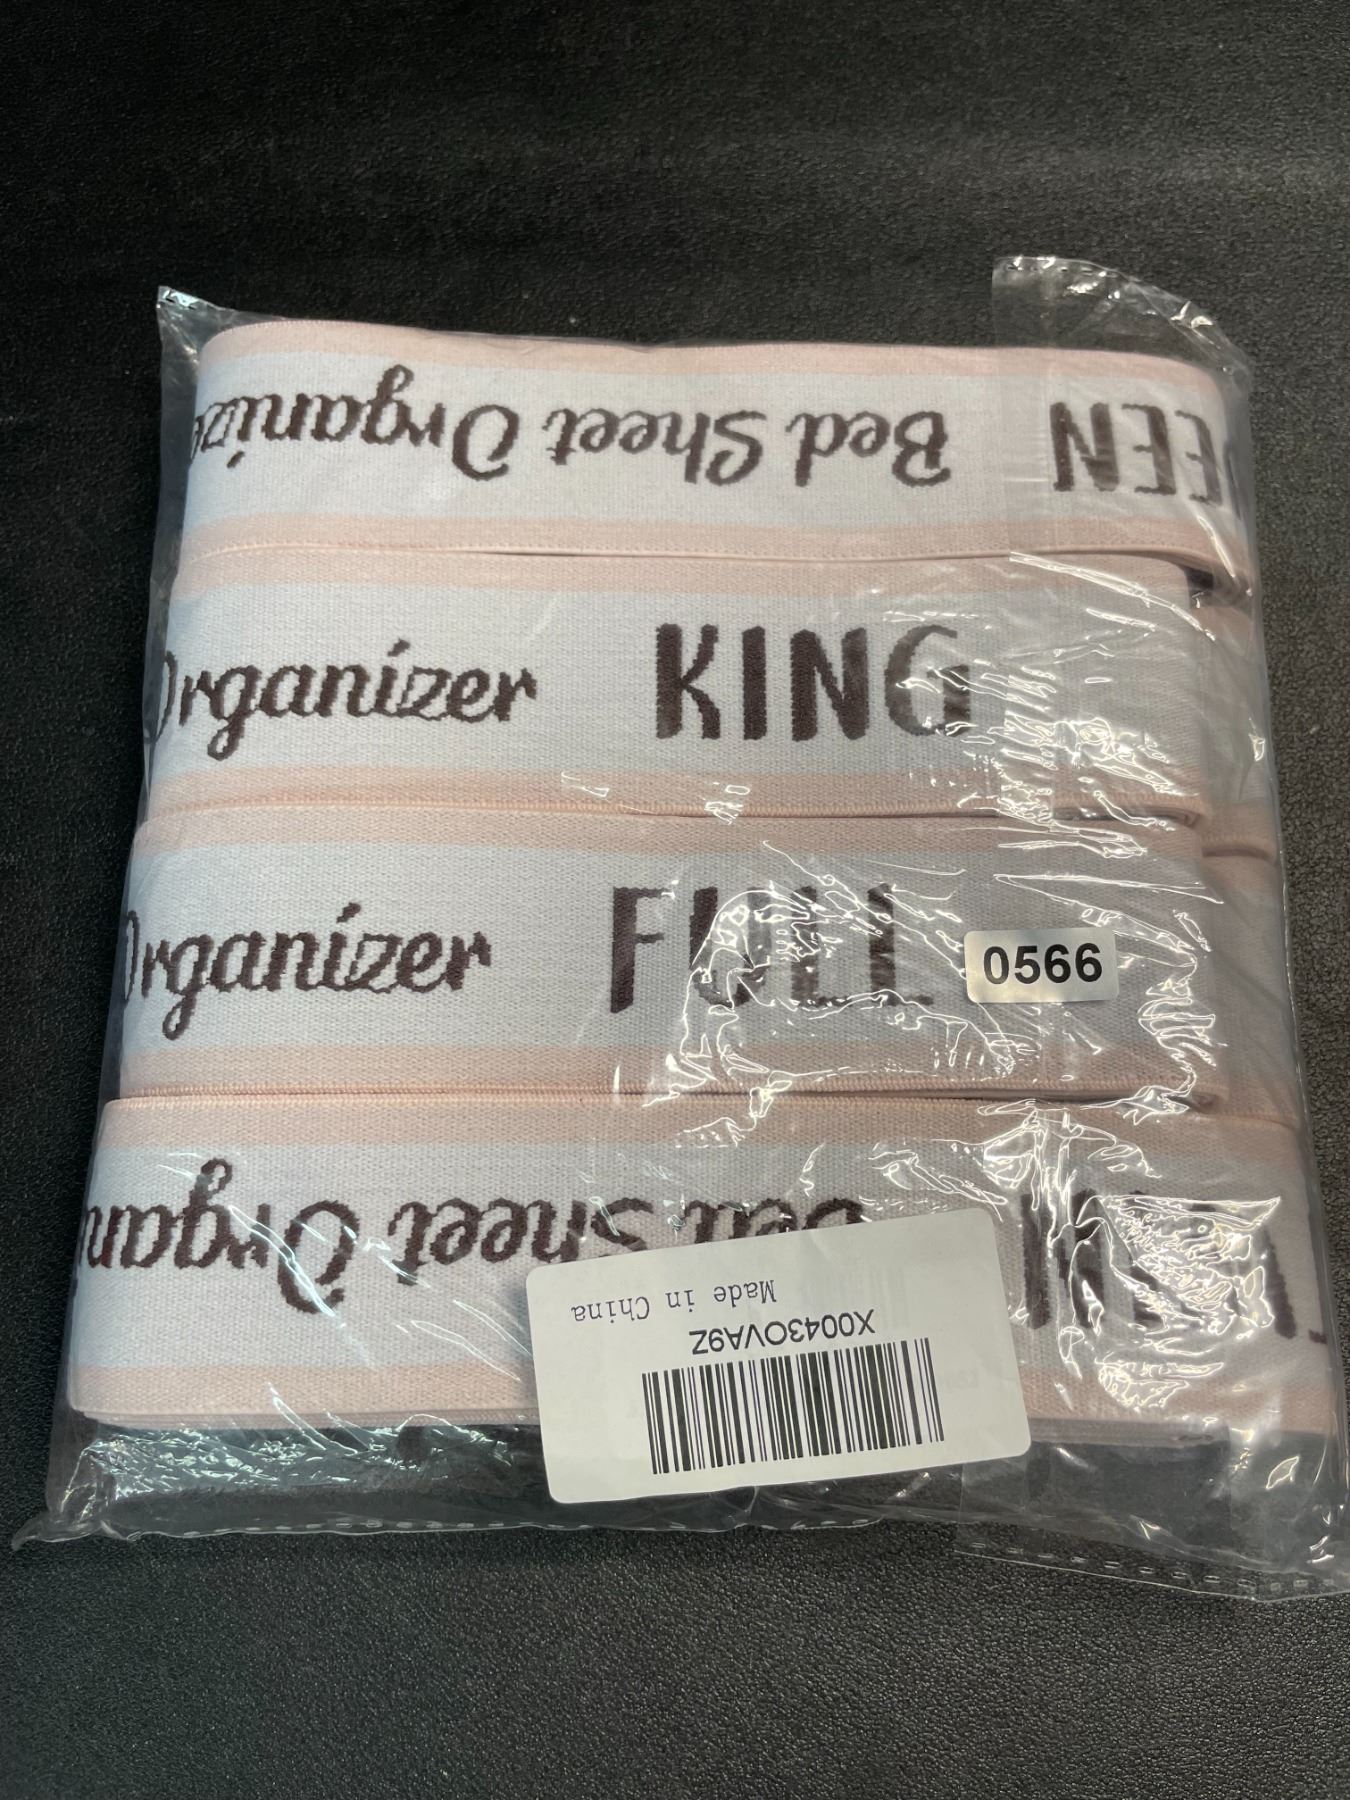 Bed Sheet Organize
EEN
Organizer KING
Organizer FULL
0566
Bed Sheet Organ
Made in China
X0043OVA9Z